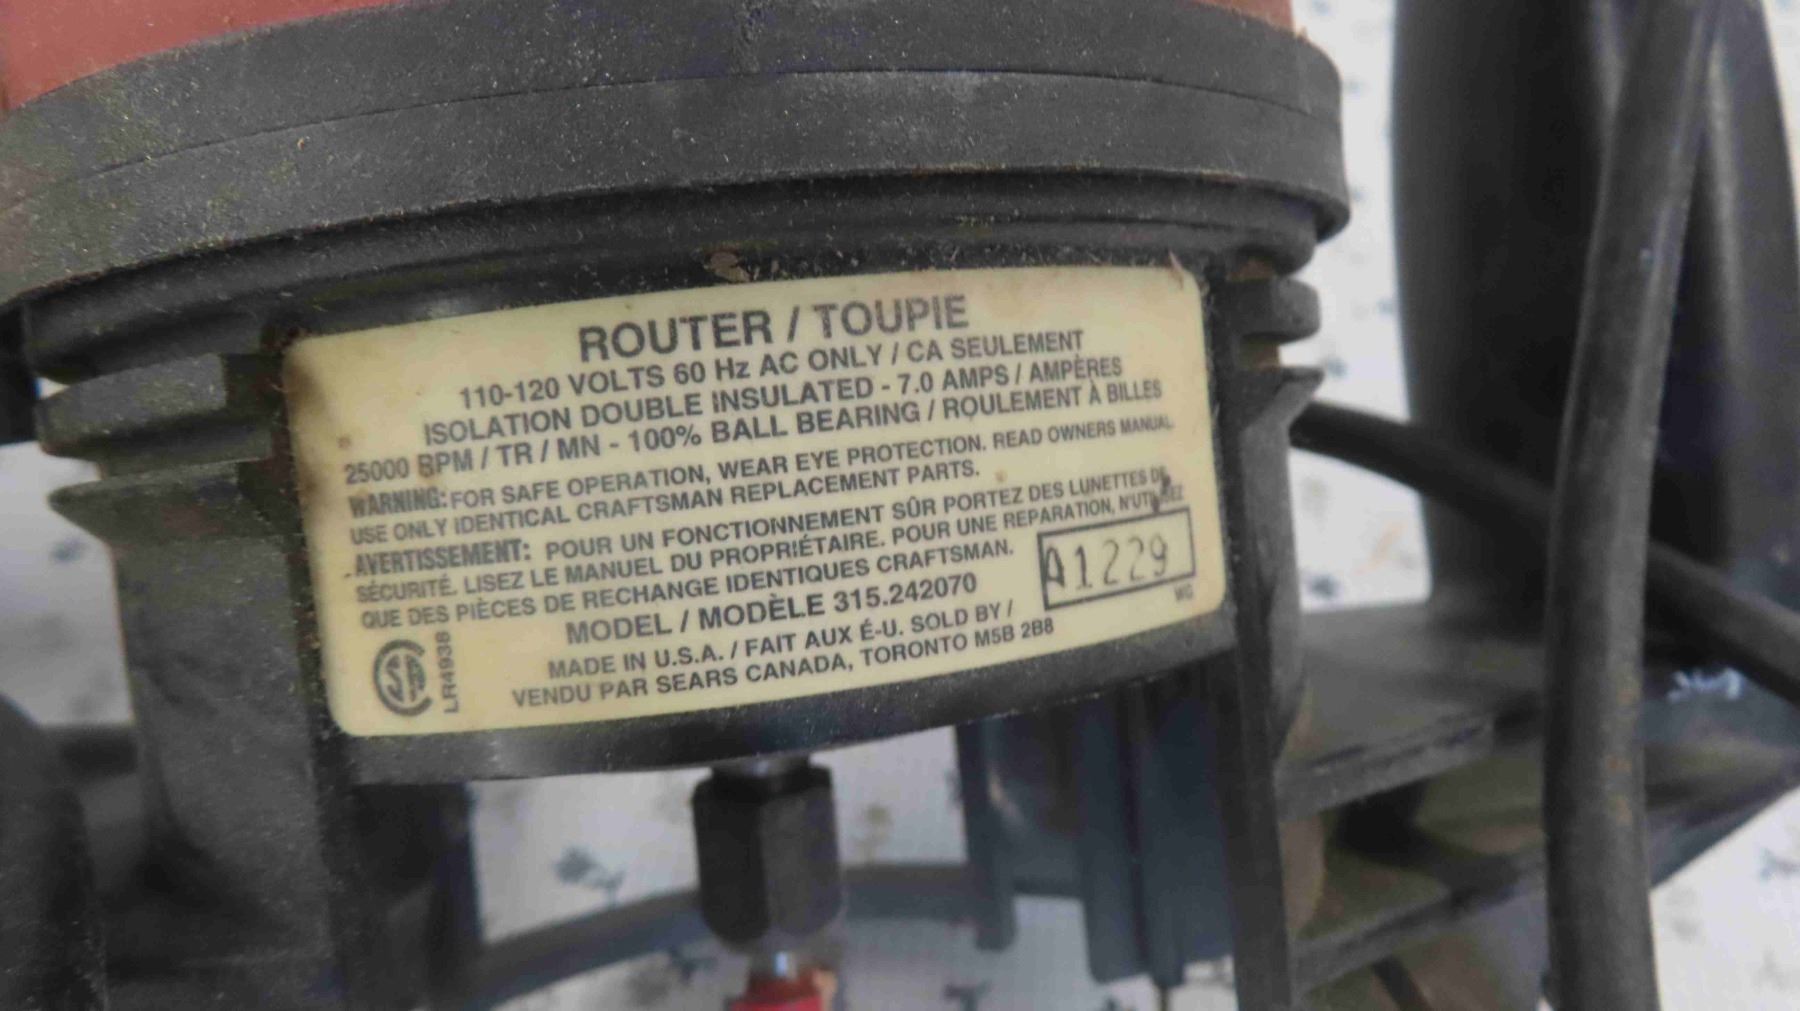 ROUTER / TOUPIE
110-120 VOLTS 60 Hz AC ONLY / CA SEULEMENT
ISOLATION DOUBLE INSULATED - 7.0 AMPS / AMPÈRES
25000 RPM / TR / MN - 100% BALL BEARING / ROULEMENT À BILLES
WARNING: FOR SAFE OPERATION, WEAR EYE PROTECTION. READ OWNERS MANUAL
USE ONLY IDENTICAL CRAFTSMAN REPLACEMENT PARTS.
AVERTISSEMENT: POUR UN FONCTIONNEMENT SÛR PORTEZ DES LUNETTES DE
SÉCURITÉ. LISEZ LE MANUEL DU PROPRIÉTAIRE. POUR UNE REPARATION, N'UTILISEZ
QUE DES PIÈCES DE RECHANGE IDENTIQUES CRAFTSMAN.
A1229
MODEL / MODÈLE 315.242070
WG
MADE IN U.S.A. / FAIT AUX É-U. SOLD BY /
VENDU PAR SEARS CANADA, TORONTO M5B 2B8
LR4938